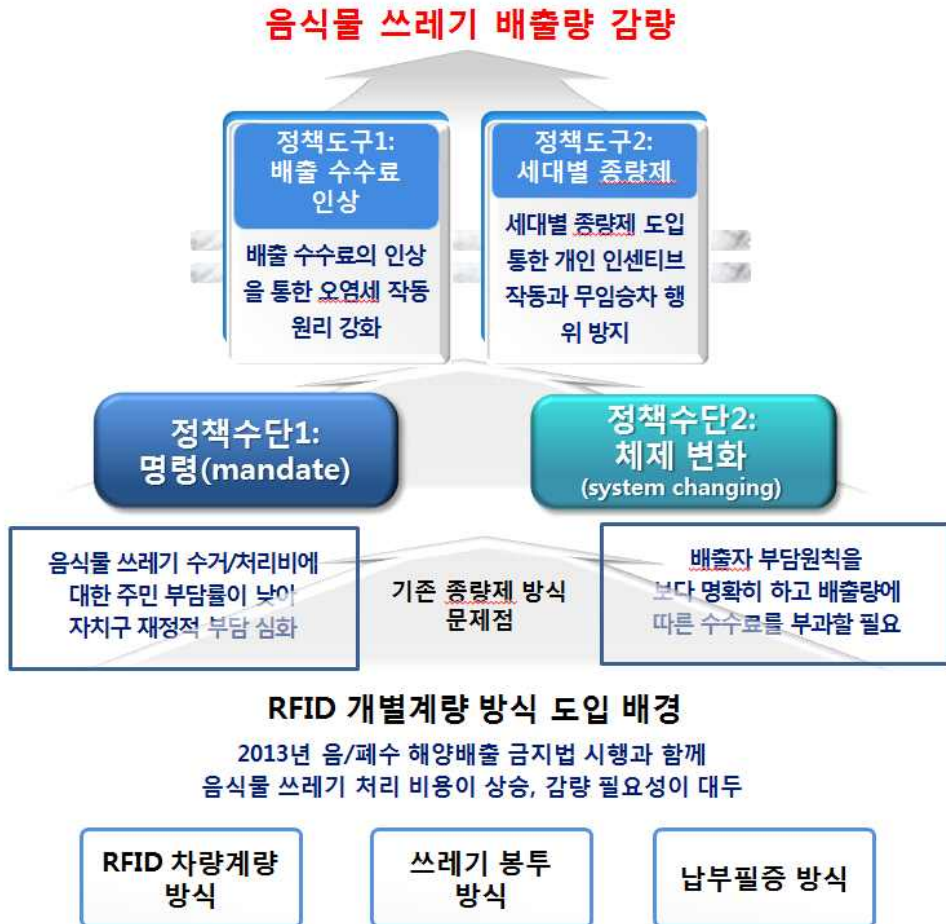 음식물 쓰레기 배출량 감량
정책도구1:
배출 수수료
인상
배출 수수료의 인상
을 통한 오염세 작동
원리 강화
정책도구2:
세대별 종량제
세대별 종량제 도입
통한 개인 인센티브
작동과 무임승차 행
위 방지
정책수단1:
명령(mandate)
정책수단2:
체제 변화
(system changing)
음식물 쓰레기 수거/처리비에
대한 주민 부담률이 낮아
자치구 재정적 부담 심화
기존 종량제 방식
문제점
배출자 부담원칙을
보다 명확히 하고 배출량에
따른 수수료를 부과할 필요
RFID 개별계량 방식 도입 배경
2013년 음/폐수 해양배출 금지법 시행과 함께
음식물 쓰레기 처리 비용이 상승, 감량 필요성이 대두
RFID 차량계량
방식
쓰레기 봉투
방식
납부필증 방식